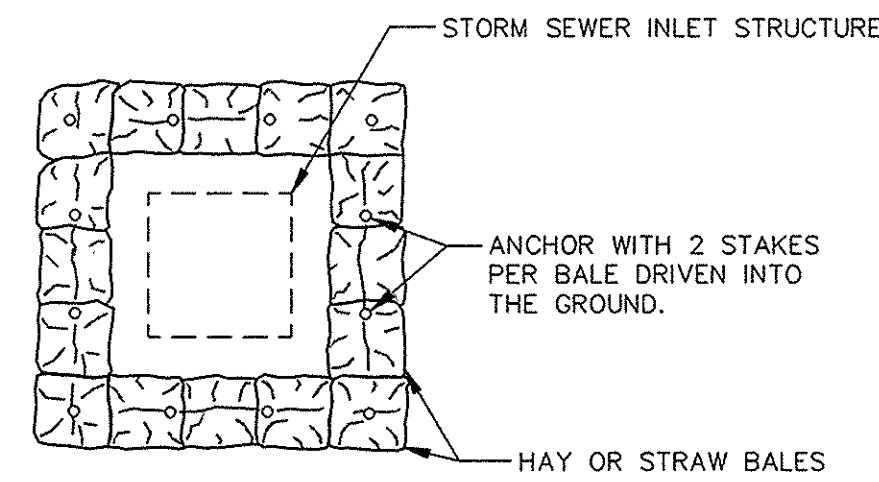 STORM SEWER INLET STRUCTURE
ANCHOR WITH 2 STAKES
PER BALE DRIVEN INTO
THE GROUND.
HAY OR STRAW BALES